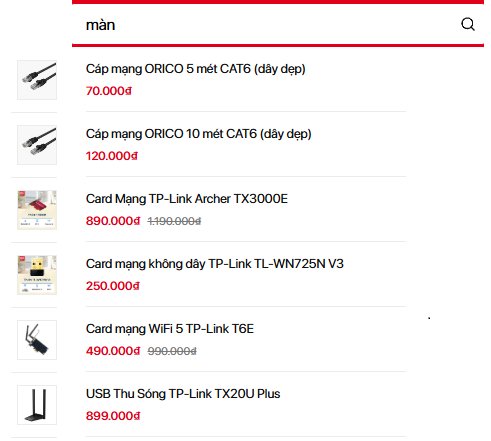 màn
Cáp mạng ORICO 5 mét CAT6 (dây dẹp)
70.000đ
Cáp mạng ORICO 10 mét CAT6 (dây dẹp)
120.000đ
Card Mạng TP-Link Archer TX3000E
890.000đ 1.190.000đ
Card mạng không dây TP-Link TL-WN725N V3
250.000đ
Card mạng WiFi 5 TP-Link T6E
490.000đ 990.000đ
USB Thu Sóng TP-Link TX20U Plus
899.000đ